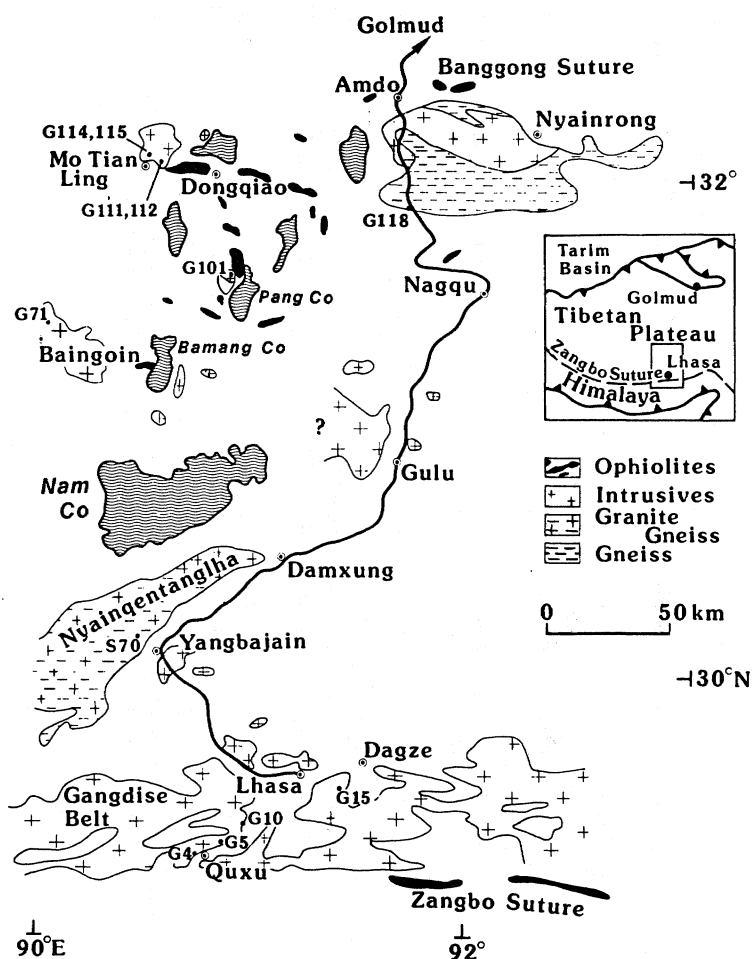 Golmud
Amdo
Banggong Suture
Nyainrong
G114,115
Mo Tian
Ling
Dongqiao
G111,112
32°
G118
G101
Pang Co
Nagqu
G71
Baingoin
Bamang Co
?
Gulu
Nam
Co
Damxung
Nyainqentanglha
S70
Yangbajain
30°N
Dagze
Lhasa
Gangdise
Belt
G15
G10
G5
G4
Quxu
Zangbo Suture
90°E
92°
Tarim
Basin
Golmud
Tibetan
Plateau
Zangbo Suture
Lhasa
Himalaya
Ophiolites
Intrusives
Granite
Gneiss
Gneiss
0 50 km